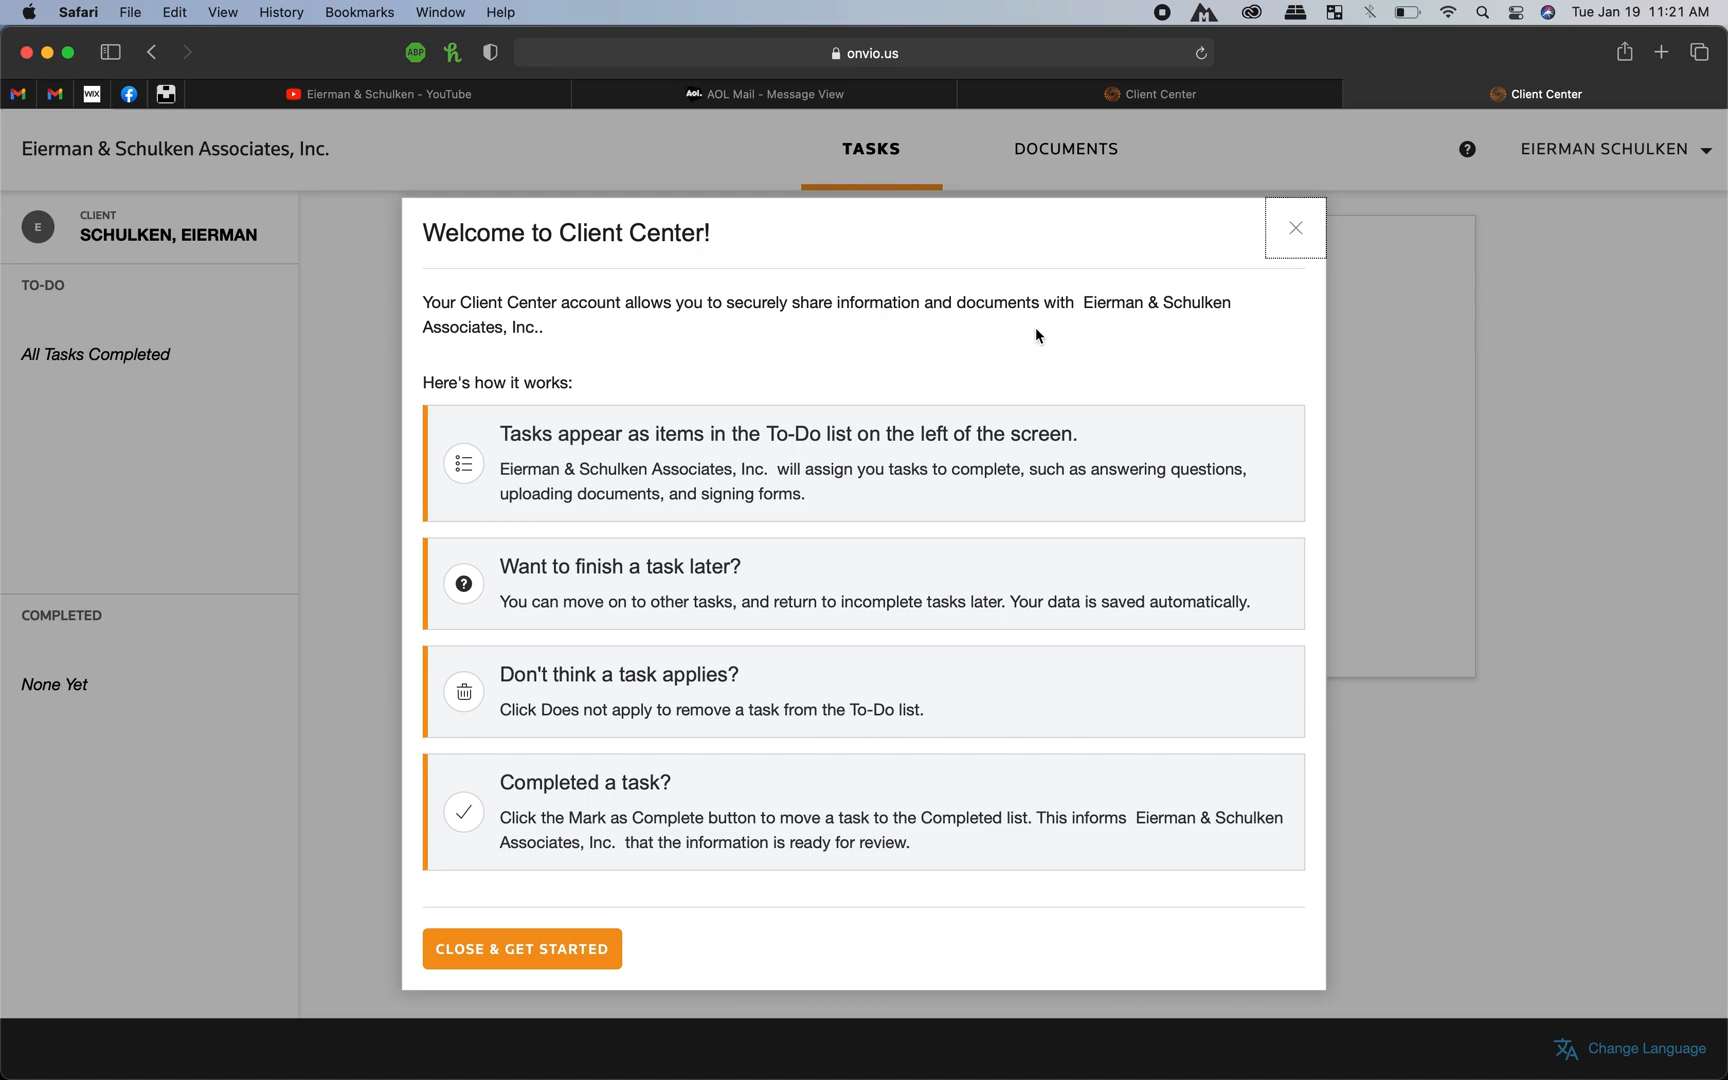 Safari File Edit View History Bookmarks Window Help Tue Jan 19 11:21 AM
ABP onvio.us
WIX Eierman & Schulken - YouTube Aol. AOL Mail - Message View Client Center Client Center
Eierman & Schulken Associates, Inc. TASKS DOCUMENTS ? EIERMAN SCHULKEN
E CLIENT
SCHULKEN, EIERMAN
TO-DO
All Tasks Completed
COMPLETED
None Yet
Welcome to Client Center!
Your Client Center account allows you to securely share information and documents with Eierman & Schulken
Associates, Inc..
Here's how it works:
Tasks appear as items in the To-Do list on the left of the screen.
Eierman & Schulken Associates, Inc. will assign you tasks to complete, such as answering questions,
uploading documents, and signing forms.
Want to finish a task later?
?
You can move on to other tasks, and return to incomplete tasks later. Your data is saved automatically.
Don't think a task applies?
Click Does not apply to remove a task from the To-Do list.
Completed a task?
Click the Mark as Complete button to move a task to the Completed list. This informs Eierman & Schulken
Associates, Inc. that the information is ready for review.
CLOSE & GET STARTED
Change Language